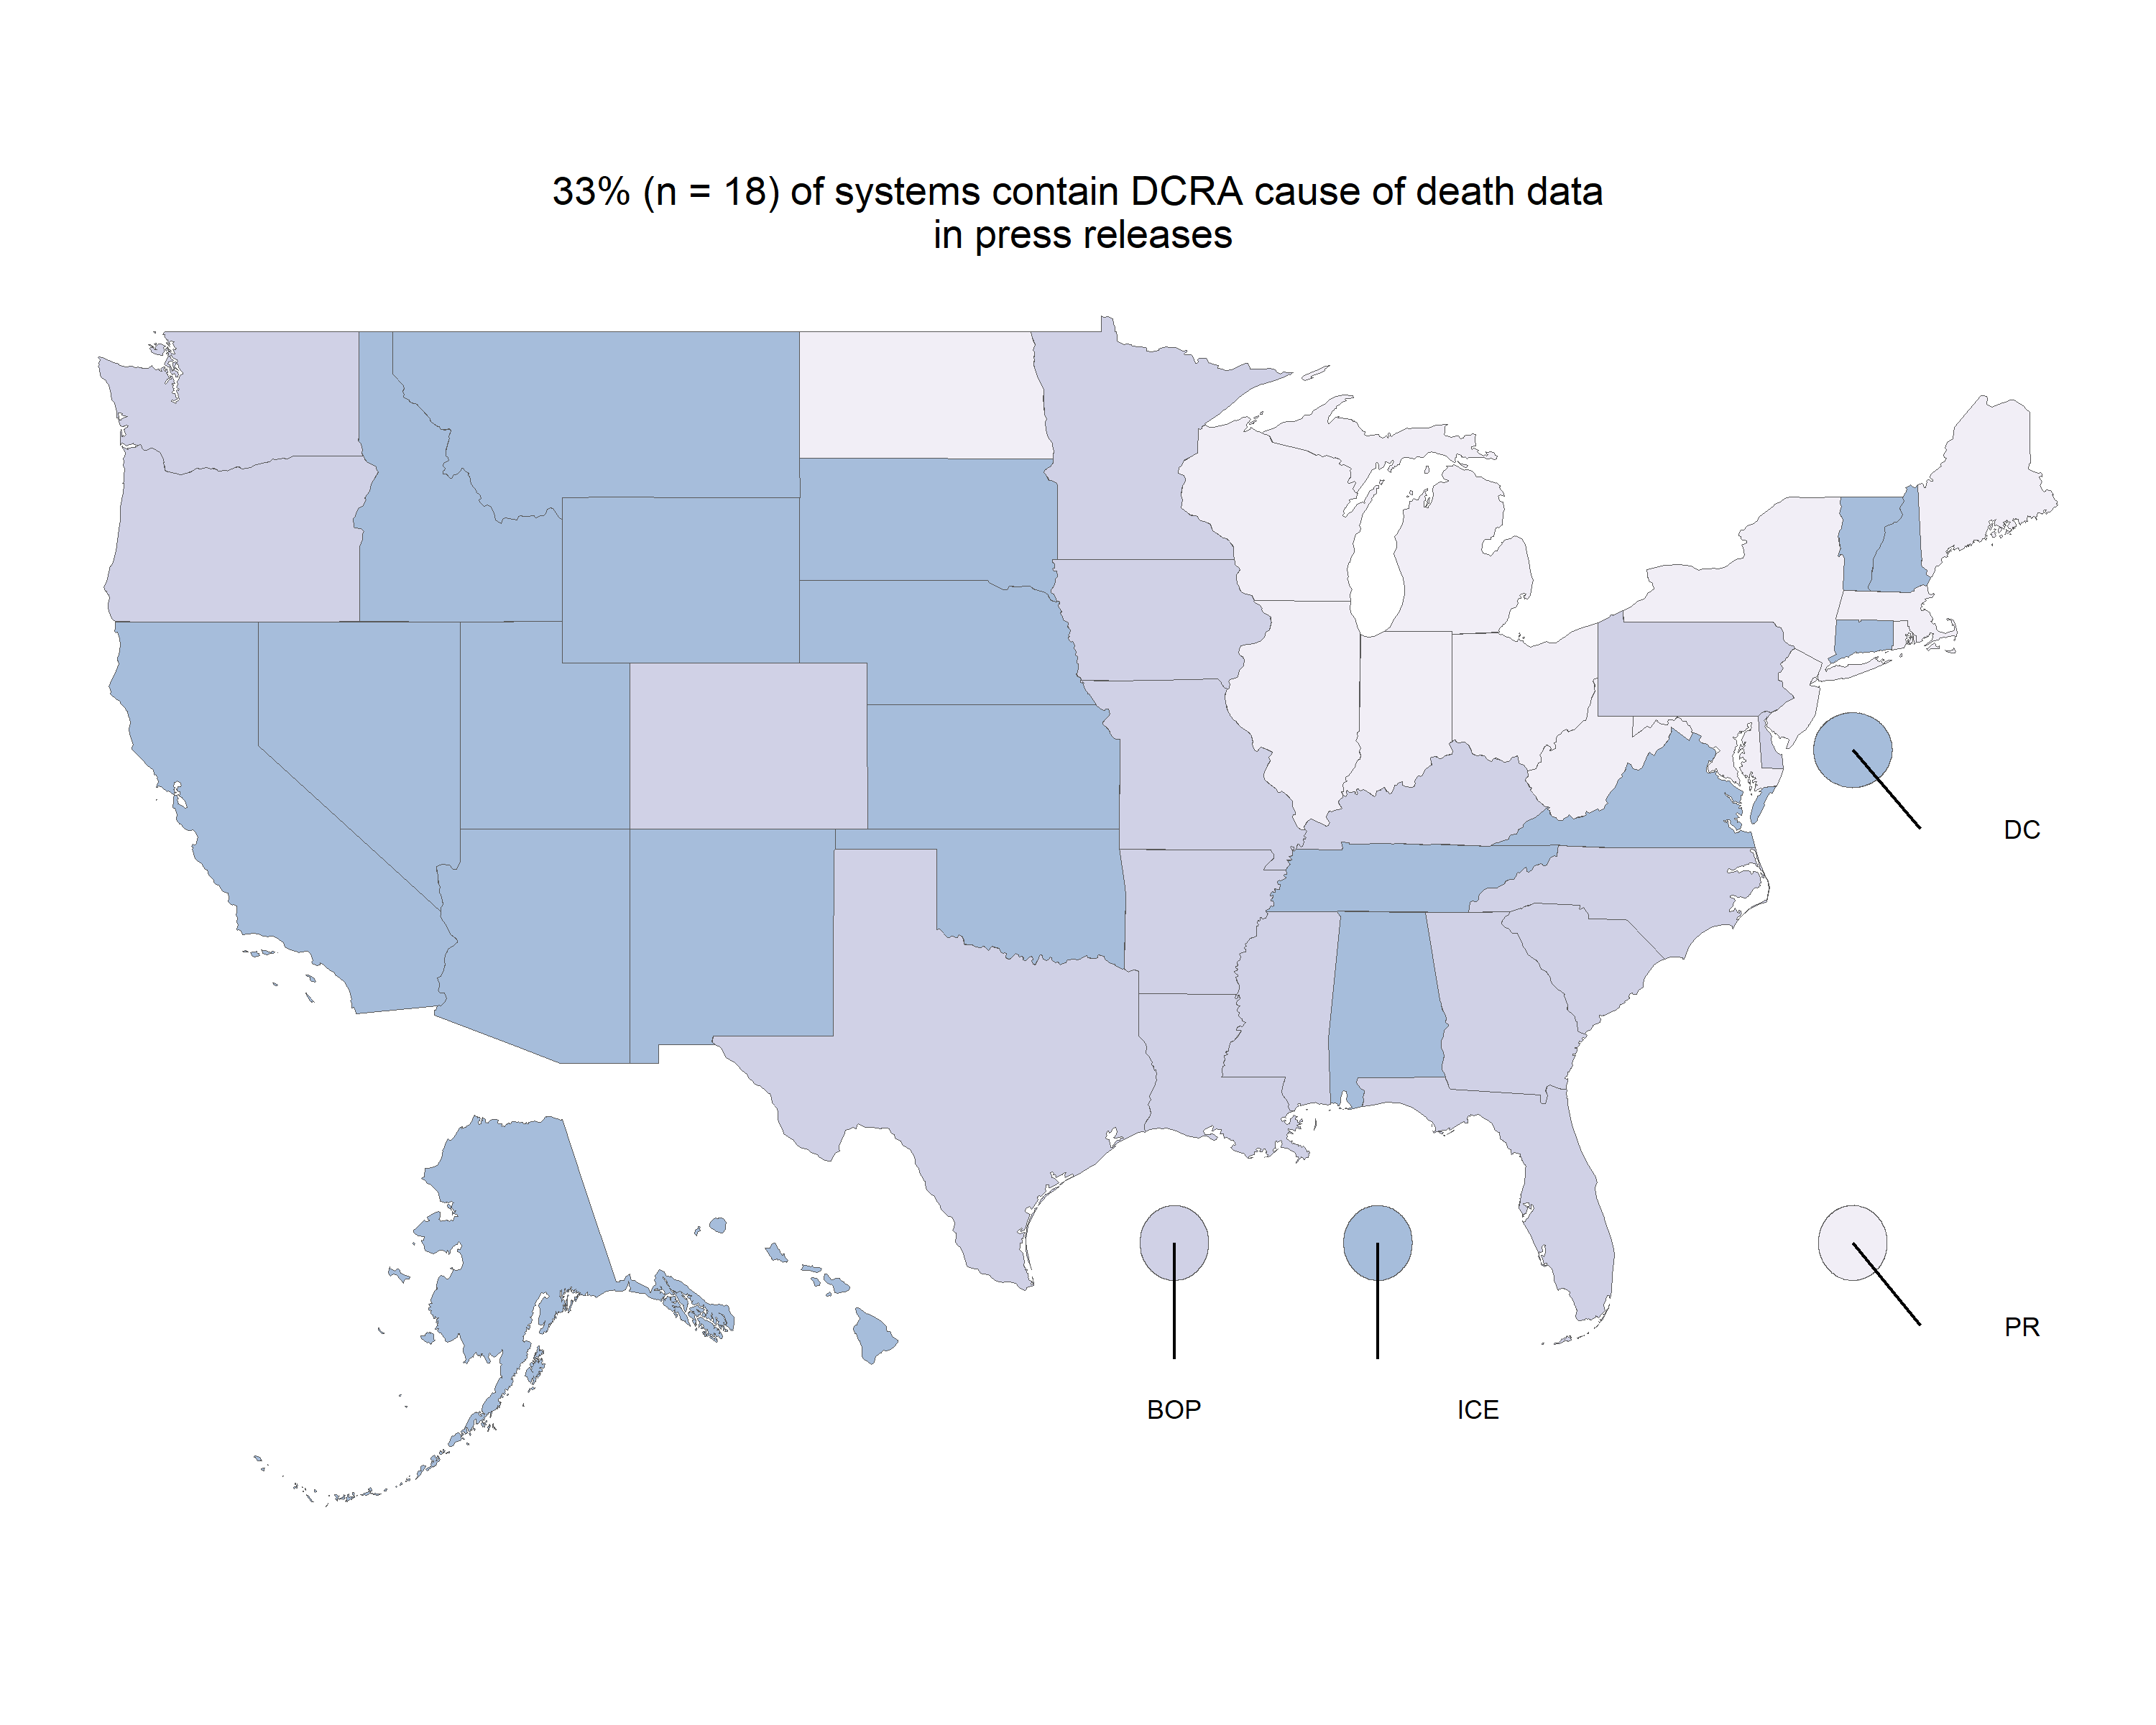 33% (n = 18) of systems contain DCRA cause of death data
in press releases
DC
PR
BOP
ICE